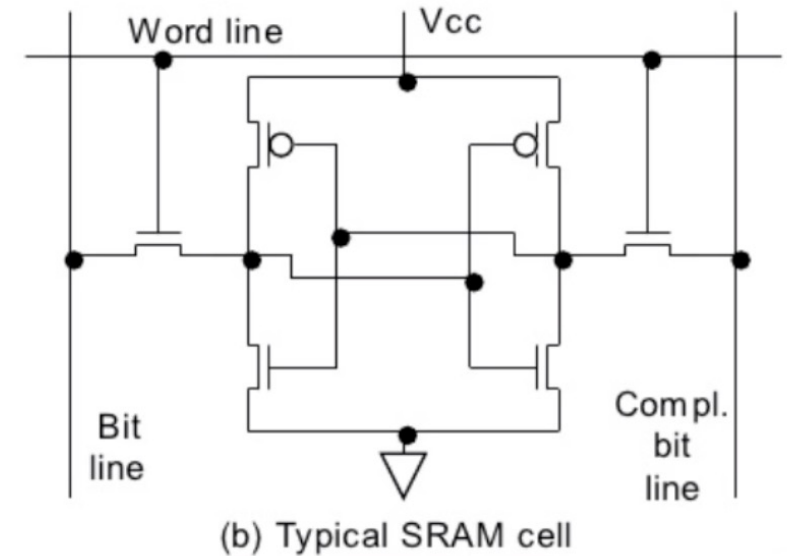 Word line
Vcc
Bit
line
Compl.
bit
line
(b) Typical SRAM cell